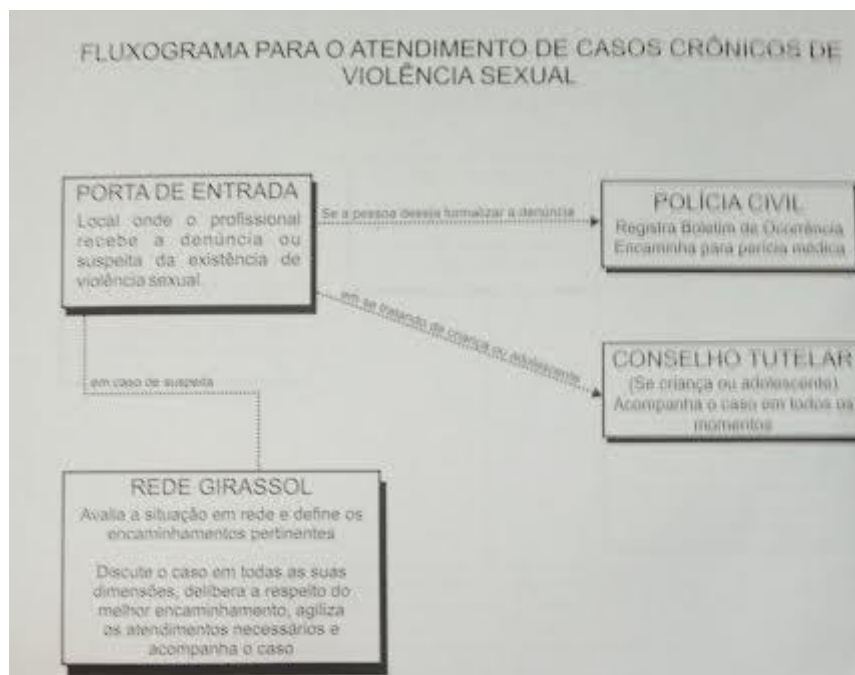 FLUXOGRAMA PARA O ATENDIMENTO DE CASOS CRÔNICOS DE
VIOLÊNCIA SEXUAL
PORTA DE ENTRADA
Local onde o profissional
recebe a denúncia ou
suspeita da existência de
violência sexual.
Se a pessoa deseja formalizar a denúncia
POLÍCIA CIVIL
Registra Boletim de Ocorrência
Encaminha para perícia médica
em se tratando de criança ou adolescente
CONSELHO TUTELAR
(Se criança ou adolescente)
Acompanha o caso em todos os
momentos
em caso de suspeita
REDE GIRASSOL
Avalia a situação em rede e define os
encaminhamentos pertinentes
Discute o caso em todas as suas
dimensões, delibera a respeito do
melhor encaminhamento, agiliza
os atendimentos necessários e
acompanha o caso